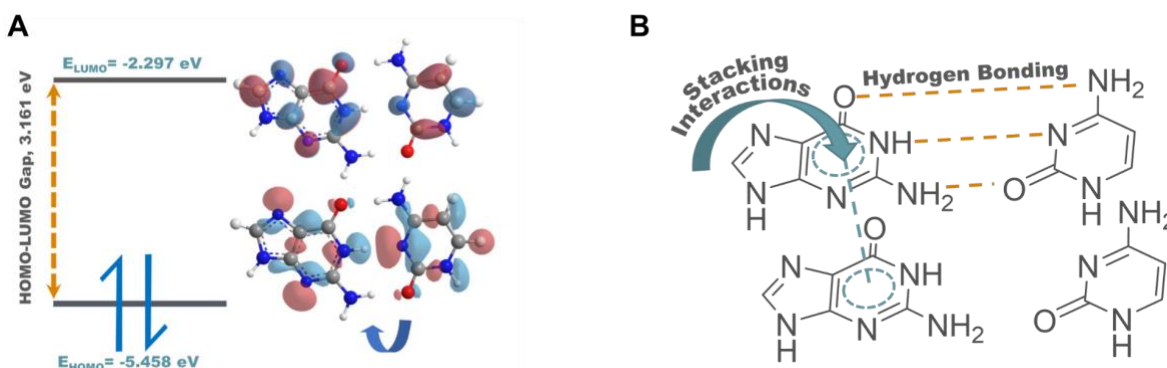 A
E_LUMO= -2.297 eV
HOMO-LUMO Gap, 3.161 eV
E_HOMO= -5.458 eV
B
Stacking
Interactions
Hydrogen Bonding
O
NH2
N
NH
N
N
H
N
NH2
O
N
H
O
NH2
N
NH
N
H
N
NH2
N
O
N
H